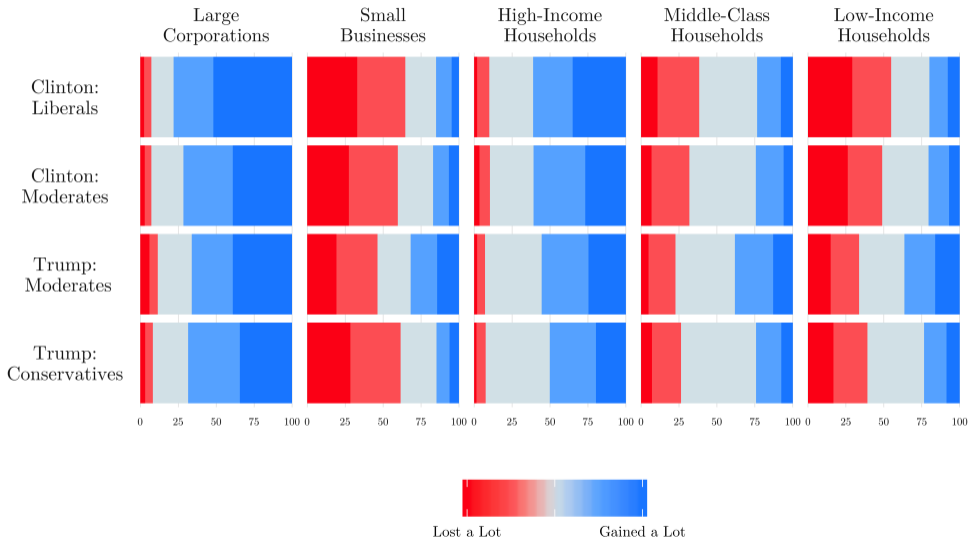 Large
Corporations
Small
Businesses
High-Income
Households
Middle-Class
Households
Low-Income
Households
Clinton:
Liberals
Clinton:
Moderates
Trump:
Moderates
Trump:
Conservatives
0 25 50 75 100 0 25 50 75 100 0 25 50 75 100 0 25 50 75 100 0 25 50 75 100
Lost a Lot Gained a Lot